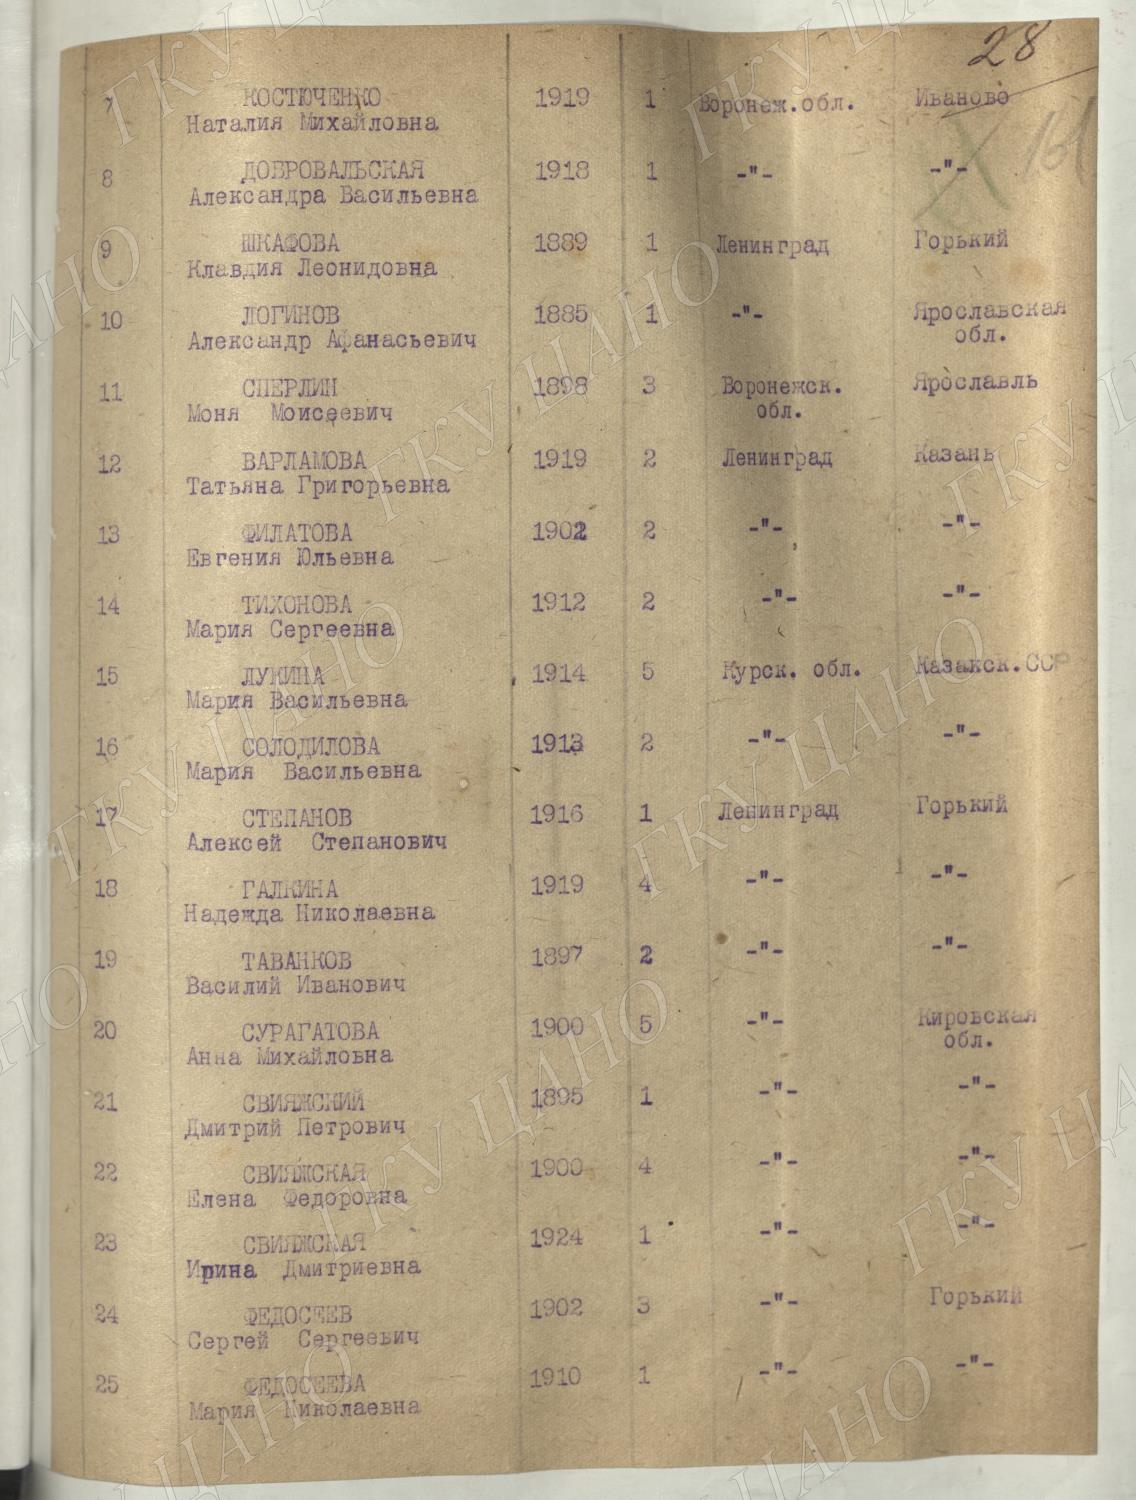 28
161
7 КОСТЮЧЕНКО 1919 1 Воронеж.обл. Иваново
Наталия Михайловна
8 ДОБРОВАЛЬСКАЯ 1918 1 -"- -"-
Александра Васильевна
9 ШКАФОВА 1889 1 Ленинград Горький
Клавдия Леонидовна
10 ЛОГИНОВ 1885 1 -"- Ярославская
Александр Афанасьевич обл.
11 СПЕРЛИН 1898 3 Воронежск. Ярославль
Моня Моисеевич обл.
12 ВАРЛАМОВА 1919 2 Ленинград Казань
Татьяна Григорьевна
13 ФИЛАТОВА 1902 2 -"- -"-
Евгения Юльевна
14 ТИХОНОВА 1912 2 -"- -"-
Мария Сергеевна
15 ЛУКИНА 1914 5 Курск. обл. Казакск.ССР
Мария Васильевна
16 СОЛОДИЛОВА 1913 2 -"- -"-
Мария Васильевна
17 СТЕПАНОВ 1916 1 Ленинград Горький
Алексей Степанович
18 ГАЛКИНА 1919 4 -"- -"-
Надежда Николаевна
19 ТАВАНКОВ 1897 2 -"- -"-
Василий Иванович
20 СУРАГАТОВА 1900 5 -"- Кировская
Анна Михайловна обл.
21 СВИЯЖСКИЙ 1895 1 -"- -"-
Дмитрий Петрович
22 СВИЯЖСКАЯ 1900 4 -"- -"-
Елена Федоровна
23 СВИЯЖСКАЯ 1924 1 -"- -"-
Ирина Дмитриевна
24 ФЕДОСЕЕВ 1902 3 -"- Горький
Сергей Сергеевич
25 ФЕДОСЕЕВА 1910 1 -"- -"-
Мария Николаевна
ГКУ ЦАНО